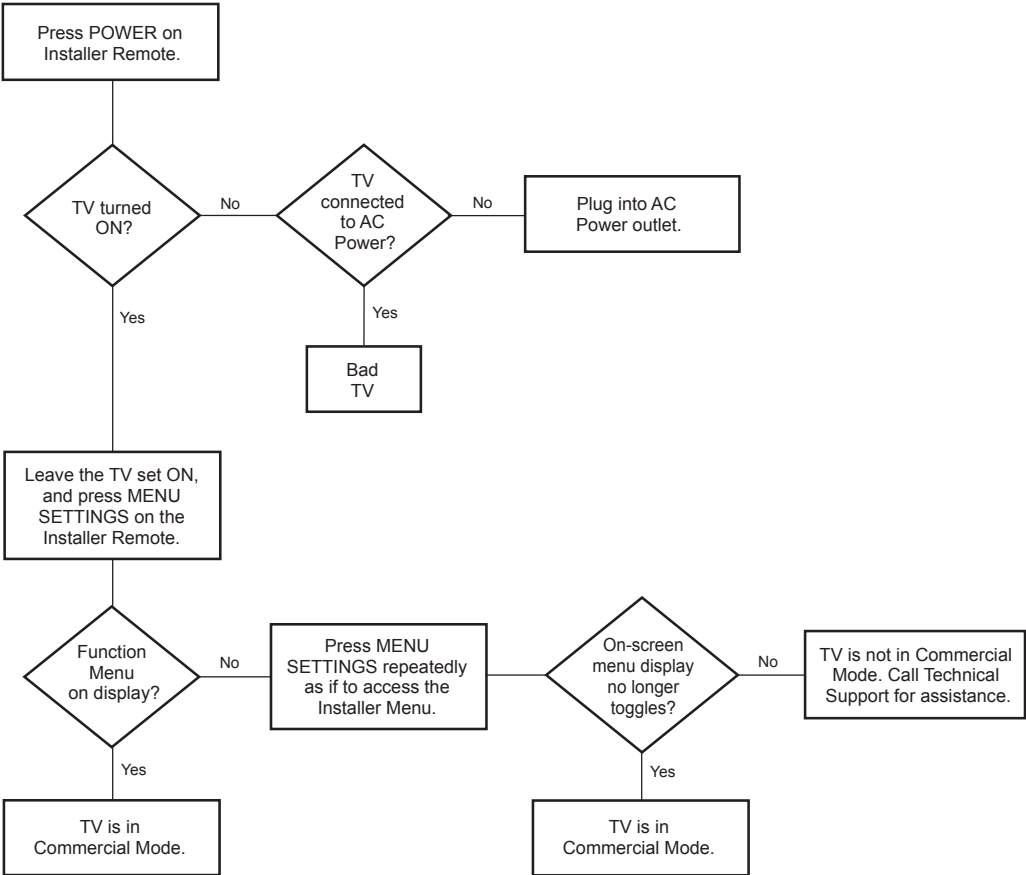 Press POWER on
Installer Remote.
TV turned
ON?
No
TV
connected
to AC
Power?
No
Plug into AC
Power outlet.
Yes
Yes
Bad
TV
Leave the TV set ON,
and press MENU
SETTINGS on the
Installer Remote.
Function
Menu
on display?
No
Press MENU
SETTINGS repeatedly
as if to access the
Installer Menu.
On-screen
menu display
no longer
toggles?
No
TV is not in Commercial
Mode. Call Technical
Support for assistance.
Yes
Yes
TV is in
Commercial Mode.
TV is in
Commercial Mode.